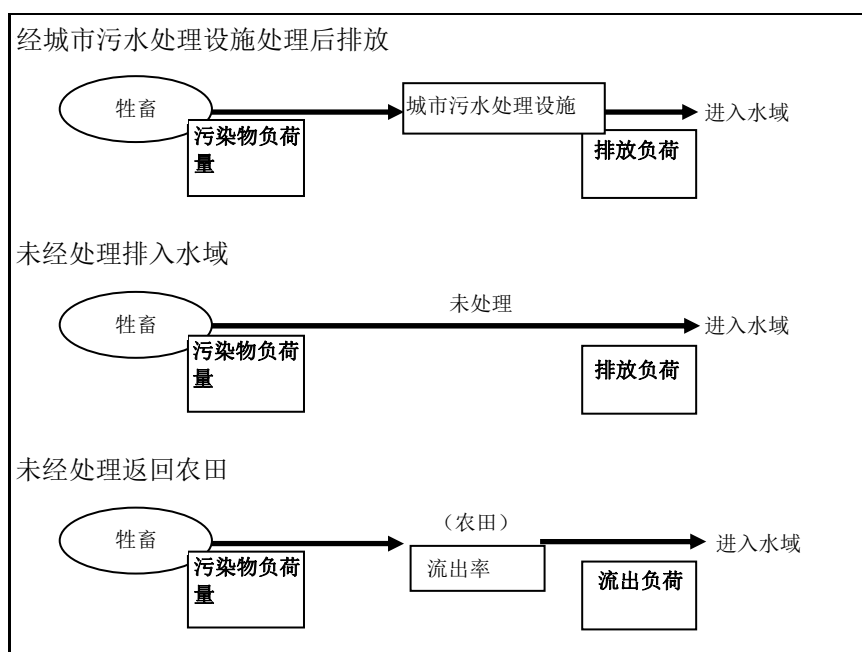 经城市污水处理设施处理后排放
牲畜
城市污水处理设施
进入水域
污染物负荷
量
排放负荷
未经处理排入水域
未处理
牲畜
进入水域
污染物负荷
量
排放负荷
未经处理返回农田
（农田）
牲畜
流出率
进入水域
污染物负荷
量
流出负荷